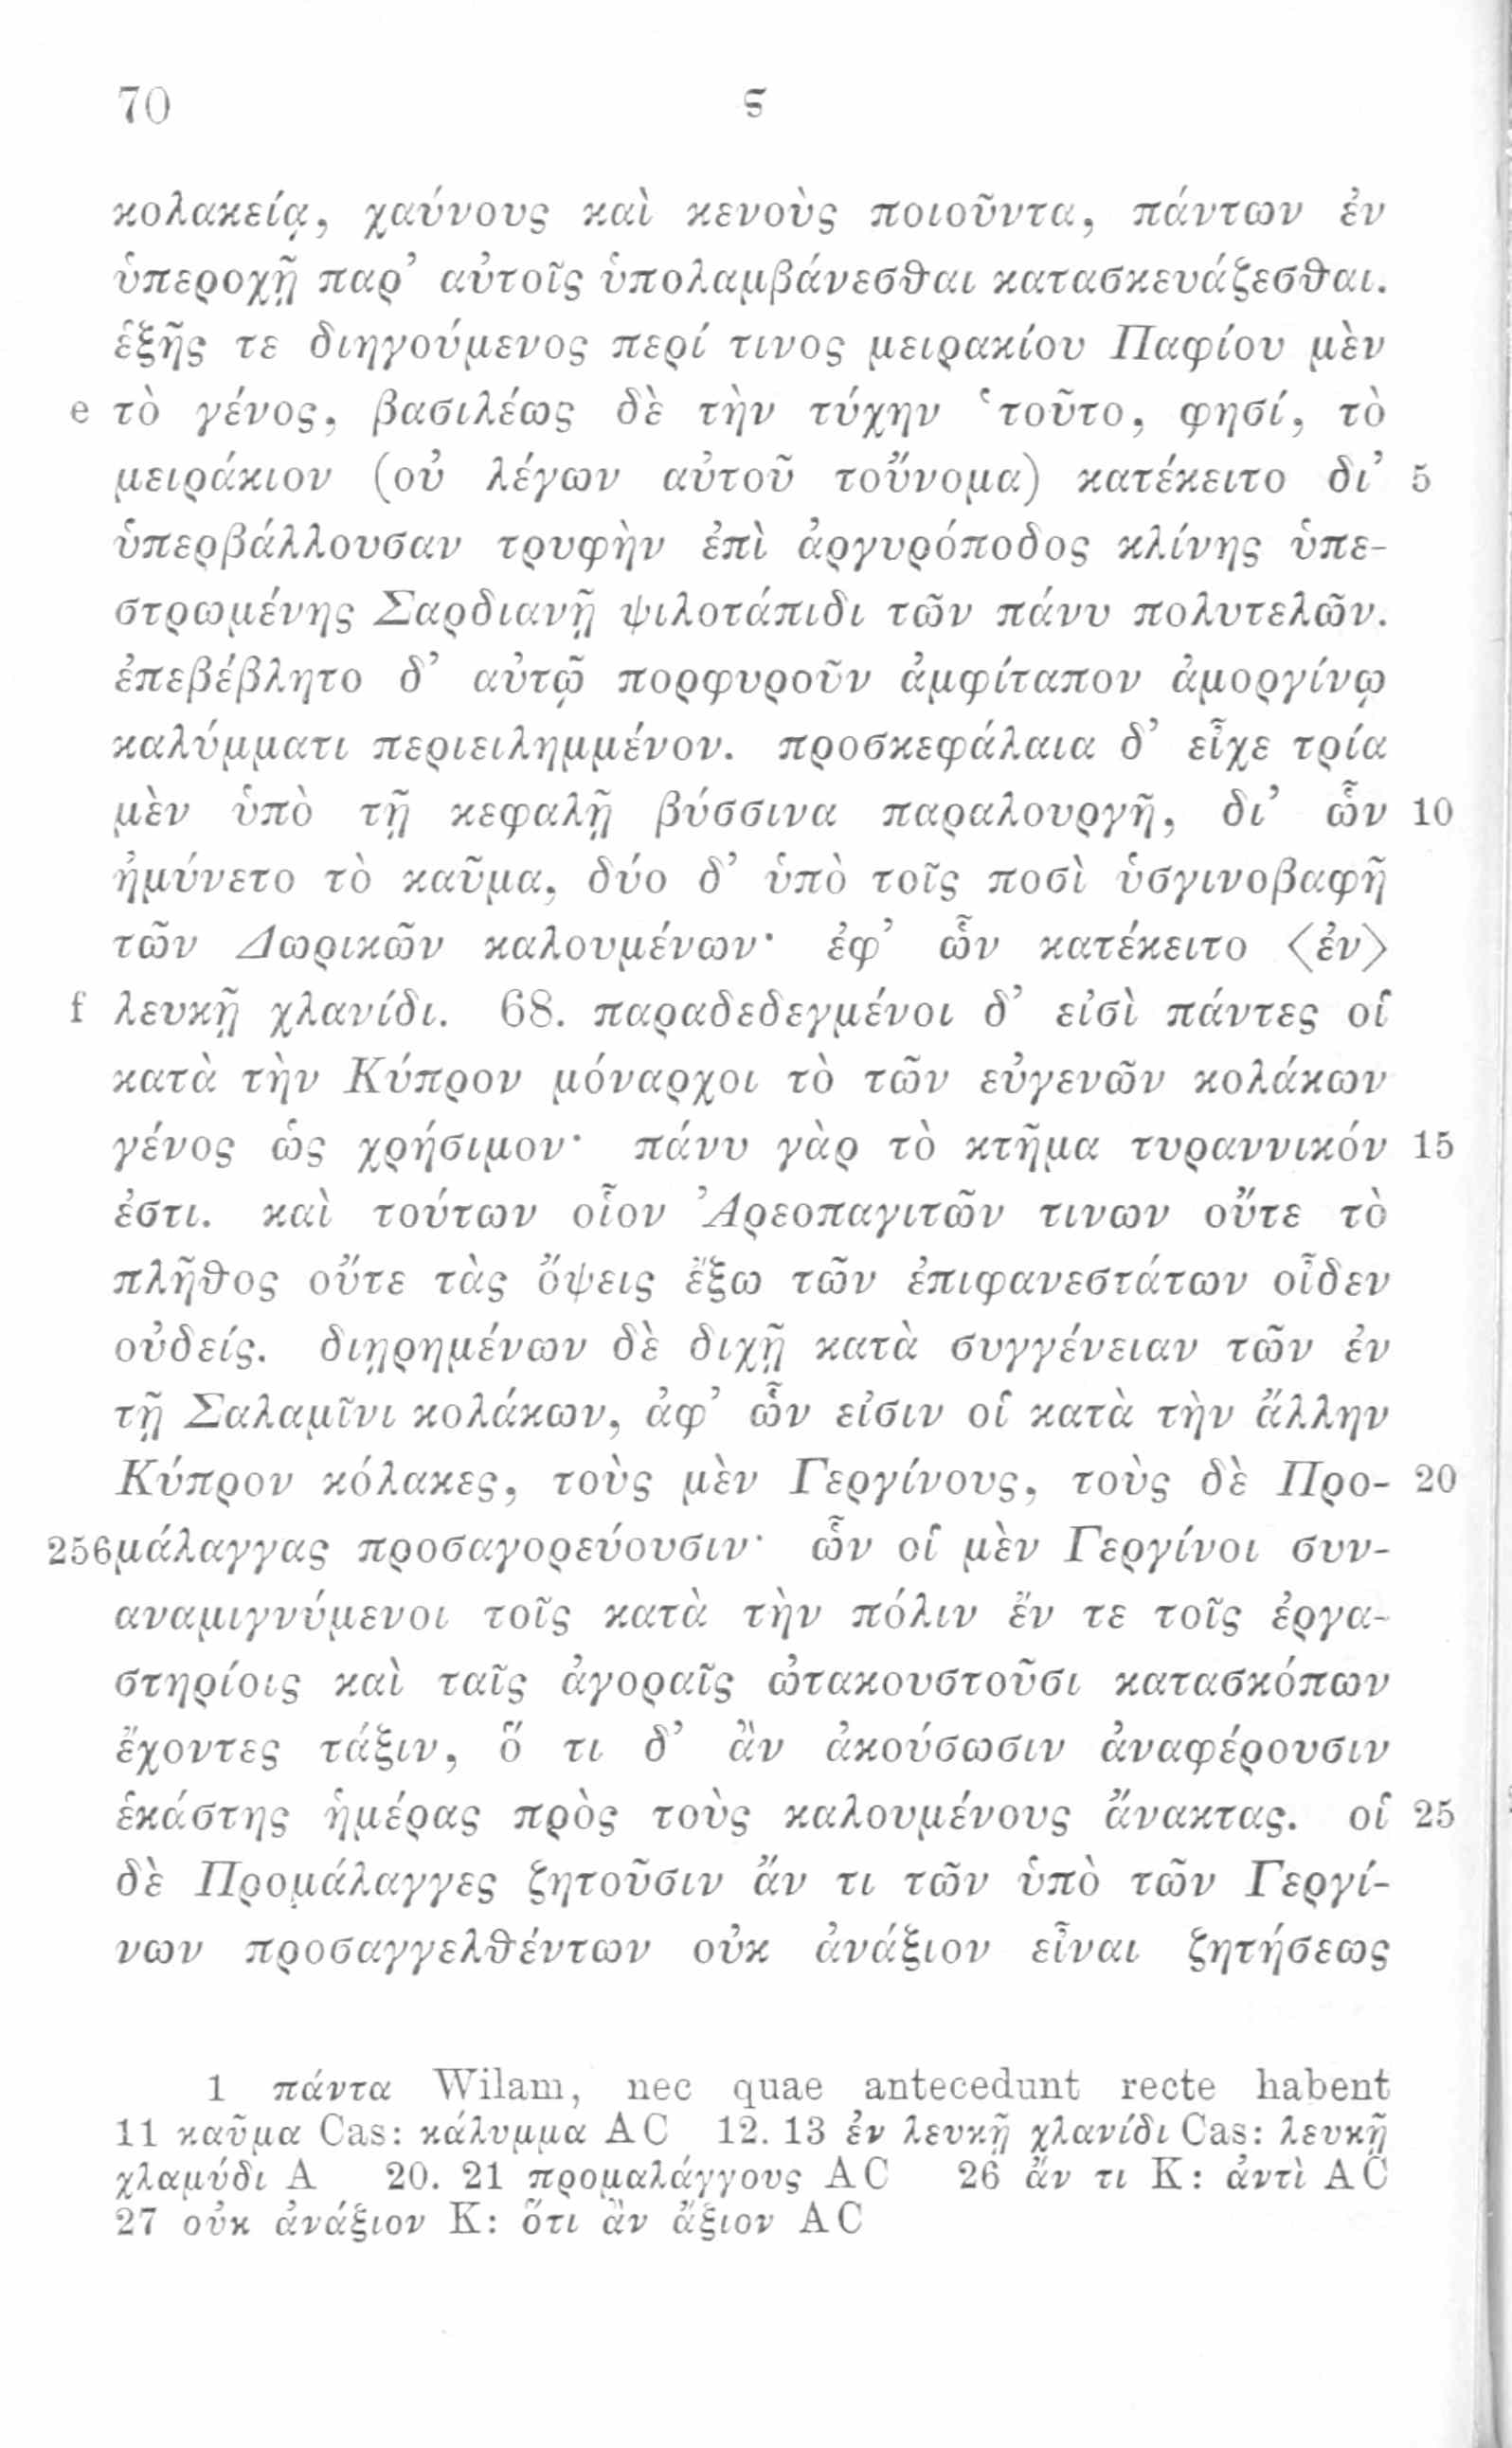 70 ς
κολακείᾳ, χαύνους καὶ κενοὺς ποιοῦντα, πάντων ἐν
ὑπεροχῇ παρ’ αὐτοῖς ὑπολαμβάνεσθαι κατασκευάζεσθαι.
ἑξῆς τε διηγούμενος περί τινος μειρακίου Παφίου μὲν
e τὸ γένος, βασιλέως δὲ τὴν τύχην ‘τοῦτο, φησί, τὸ
μειράκιον (οὐ λέγων αὐτοῦ τοὔνομα) κατέκειτο δι’ 5
ὑπερβάλλουσαν τρυφὴν ἐπὶ ἀργυρόποδος κλίνης ὑπε-
στρωμένης Σαρδιανῇ ψιλοτάπιδι τῶν πάνυ πολυτελῶν.
ἐπεβέβλητο δ’ αὐτῷ πορφυροῦν ἀμφίταπον ἀμοργίνῳ
καλύμματι περιειλημμένον. προσκεφάλαια δ’ εἶχε τρία
μὲν ὑπὸ τῇ κεφαλῇ βύσσινα παραλουργῆ, δι’ ὧν 10
ἠμύνετο τὸ καῦμα, δύο δ’ ὑπὸ τοῖς ποσὶ ὑσγινοβαφῆ
τῶν Δωρικῶν καλουμένων· ἐφ’ ὧν κατέκειτο 〈ἐν〉
f λευκῇ χλανίδι. 68. παραδεδεγμένοι δ’ εἰσὶ πάντες οἱ
κατὰ τὴν Κύπρον μόναρχοι τὸ τῶν εὐγενῶν κολάκων
γένος ὡς χρήσιμον· πάνυ γὰρ τὸ κτῆμα τυραννικόν 15
ἐστι. καὶ τούτων οἷον Ἀρεοπαγιτῶν τινων οὔτε τὸ
πλῆθος οὔτε τὰς ὄψεις ἔξω τῶν ἐπιφανεστάτων οἶδεν
οὐδείς. διῃρημένων δὲ διχῇ κατὰ συγγένειαν τῶν ἐν
τῇ Σαλαμῖνι κολάκων, ἀφ’ ὧν εἰσιν οἱ κατὰ τὴν ἄλλην
Κύπρον κόλακες, τοὺς μὲν Γεργίνους, τοὺς δὲ Προ- 20
256 μάλαγγας προσαγορεύουσιν· ὧν οἱ μὲν Γεργίνοι συν-
αναμιγνύμενοι τοῖς κατὰ τὴν πόλιν ἔν τε τοῖς ἐργα-
στηρίοις καὶ ταῖς ἀγοραῖς ὠτακουστοῦσι κατασκόπων
ἔχοντες τάξιν, ὅ τι δ’ ἂν ἀκούσωσιν ἀναφέρουσιν
ἑκάστης ἡμέρας πρὸς τοὺς καλουμένους ἄνακτας. οἱ 25
δὲ Προμάλαγγες ζητοῦσιν ἄν τι τῶν ὑπὸ τῶν Γεργί-
νων προσαγγελθέντων οὐκ ἀνάξιον εἶναι ζητήσεως
1 πάντα Wilam, nec quae antecedunt recte habent
11 καῦμα Cas: κάλυμμα AC 12. 13 ἐν λευκῇ χλανίδι Cas: λευκῇ
χλαμύδι A 20. 21 προμαλάγγους AC 26 ἄν τι K: ἀντὶ AC
27 οὐκ ἀνάξιον K: ὅτι ἂν ἄξιον AC